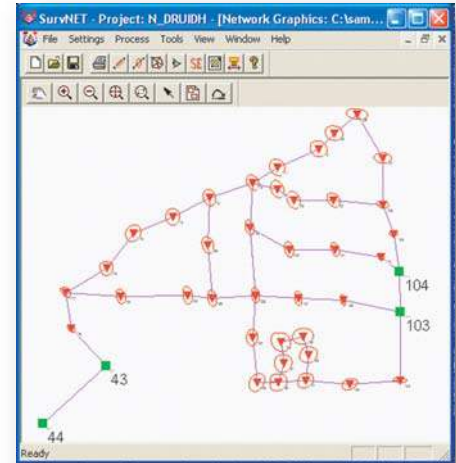 SurvNET - Project: N_DRUIDH - [Network Graphics: C:\sam...
File Settings Process Tools View Window Help
SE
104
103
43
44
Ready